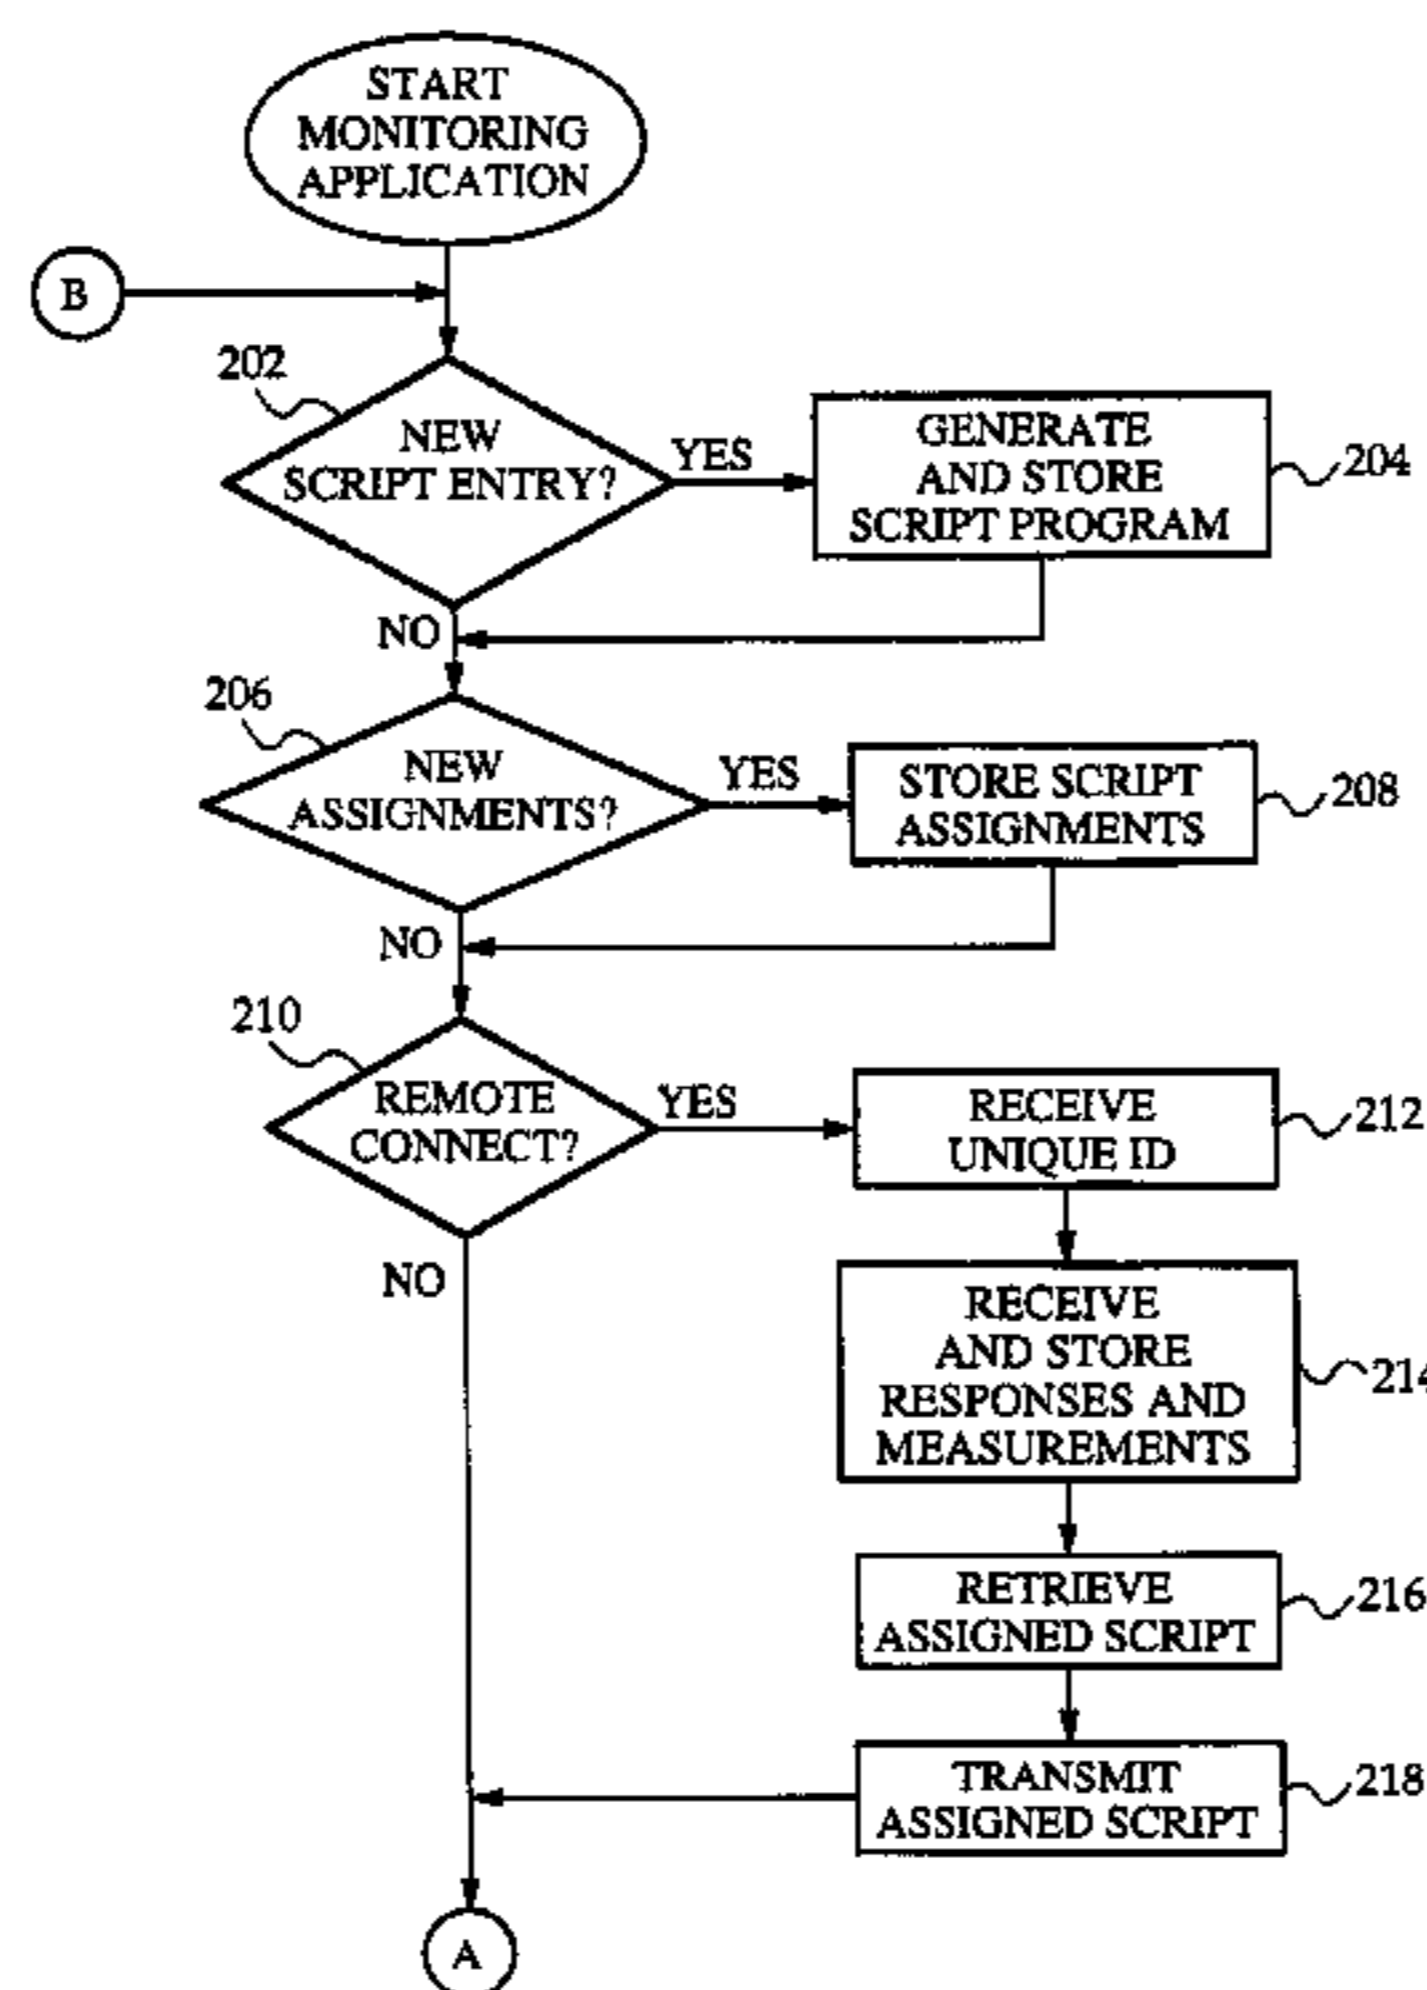 START
MONITORING
APPLICATION
B
202
NEW
SCRIPT ENTRY?
YES
GENERATE
AND STORE
SCRIPT PROGRAM
204
NO
206
NEW
ASSIGNMENTS?
YES
STORE SCRIPT
ASSIGNMENTS
208
NO
210
REMOTE
CONNECT?
YES
RECEIVE
UNIQUE ID
212
NO
RECEIVE
AND STORE
RESPONSES AND
MEASUREMENTS
214
RETRIEVE
ASSIGNED SCRIPT
216
TRANSMIT
ASSIGNED SCRIPT
218
A